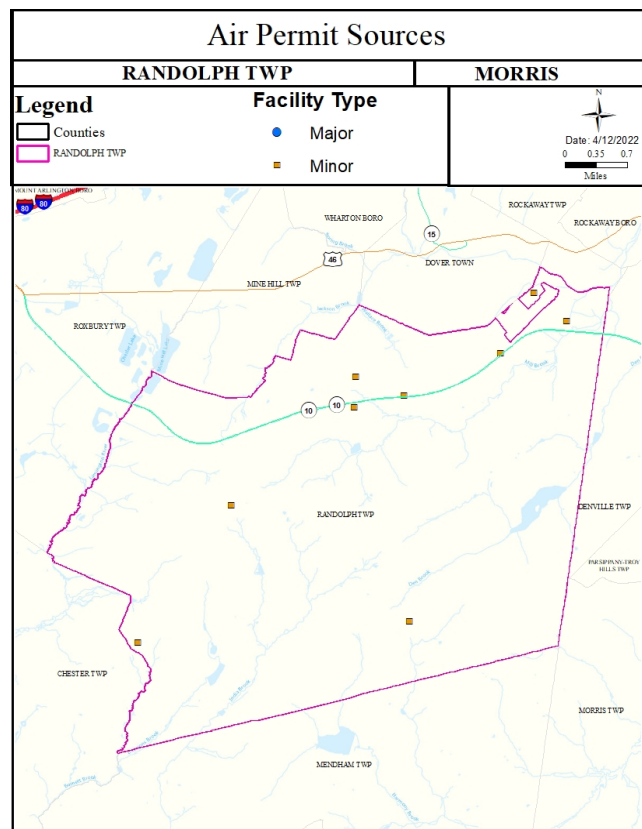 Air Permit Sources
RANDOLPH TWP
MORRIS
Legend
Counties
RANDOLPH TWP
Facility Type
Major
Minor
N
Date: 4/12/2022
0 0.35 0.7
Miles
MOUNT ARLINGTON BORO
80 80
WHARTON BORO
ROCKAWAY TWP
ROCKAWAY BORO
15
46
DOVER TOWN
MINE HILL TWP
ROXBURY TWP
10 10
RANDOLPH TWP
DENVILLE TWP
PARSIPPANY-TROY
HILLS TWP
CHESTER TWP
MORRIS TWP
MENDHAM TWP